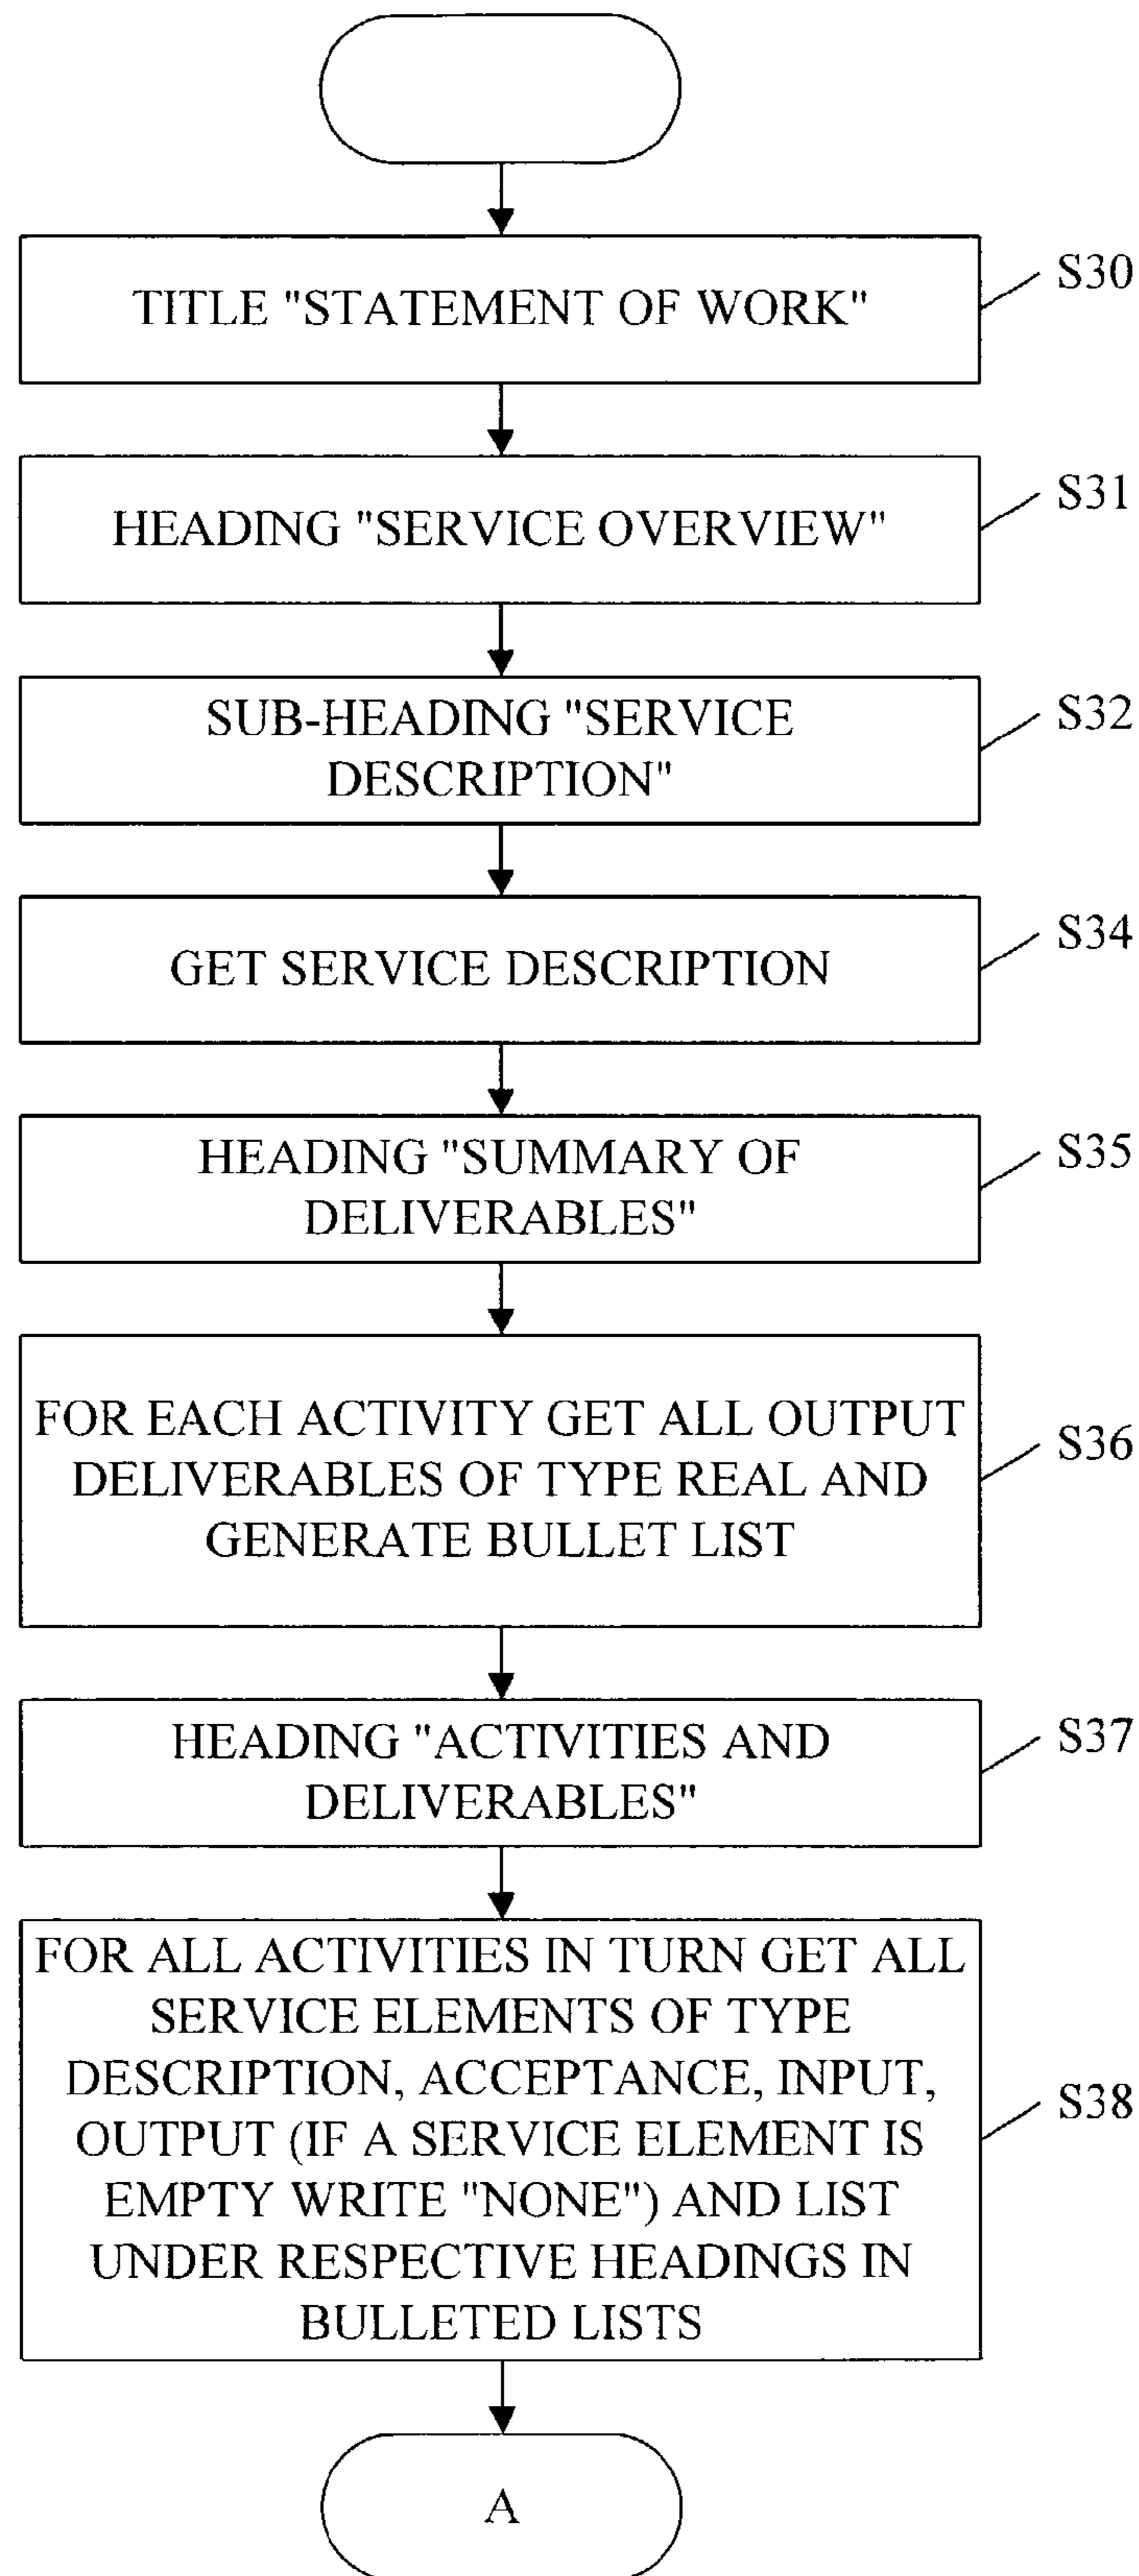 TITLE "STATEMENT OF WORK"
S30
HEADING "SERVICE OVERVIEW"
S31
SUB-HEADING "SERVICE
DESCRIPTION"
S32
GET SERVICE DESCRIPTION
S34
HEADING "SUMMARY OF
DELIVERABLES"
S35
FOR EACH ACTIVITY GET ALL OUTPUT
DELIVERABLES OF TYPE REAL AND
GENERATE BULLET LIST
S36
HEADING "ACTIVITIES AND
DELIVERABLES"
S37
FOR ALL ACTIVITIES IN TURN GET ALL
SERVICE ELEMENTS OF TYPE
DESCRIPTION, ACCEPTANCE, INPUT,
OUTPUT (IF A SERVICE ELEMENT IS
EMPTY WRITE "NONE") AND LIST
UNDER RESPECTIVE HEADINGS IN
BULLETED LISTS
S38
A